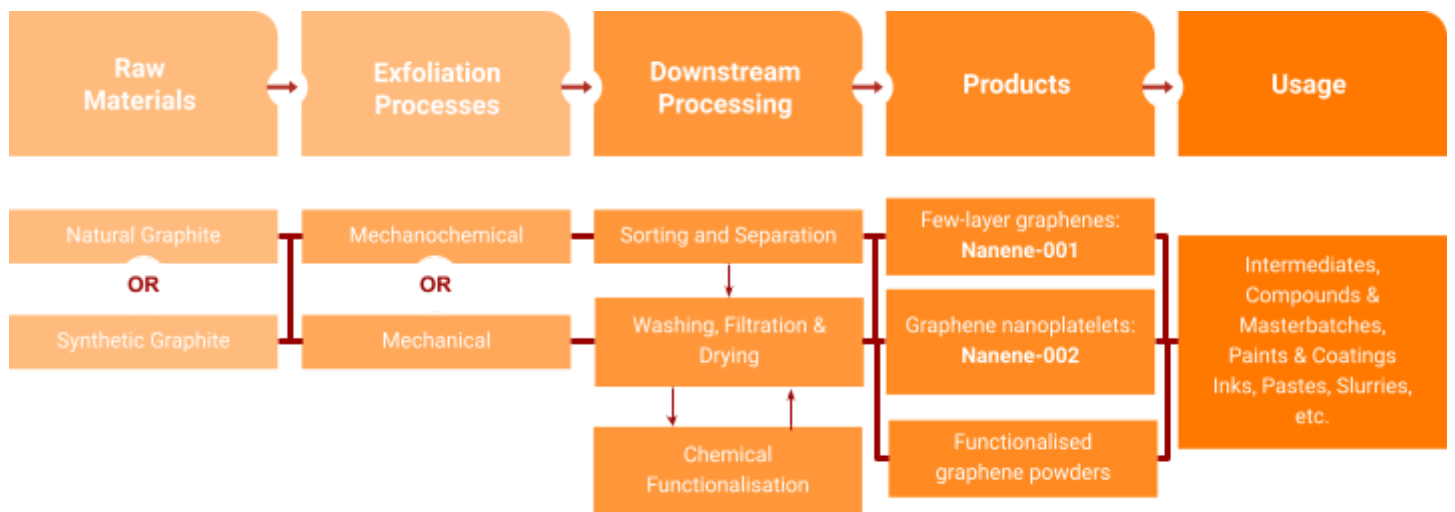 Raw
Materials
Exfoliation
Processes
Downstream
Processing
Products
Usage
Natural Graphite
OR
Synthetic Graphite
Mechanochemical
OR
Mechanical
Sorting and Separation
Washing, Filtration &
Drying
Chemical
Functionalisation
Few-layer graphenes:
Nanene-001
Graphene nanoplatelets:
Nanene-002
Functionalised
graphene powders
Intermediates,
Compounds &
Masterbatches,
Paints & Coatings
Inks, Pastes, Slurries,
etc.